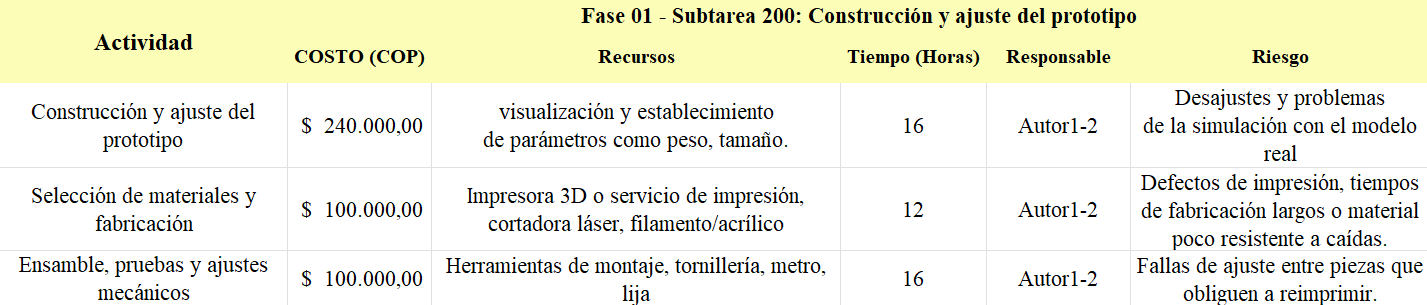 Fase 01 - Subtarea 200: Construcción y ajuste del prototipo
Actividad
COSTO (COP)
Recursos
Tiempo (Horas)
Responsable
Riesgo
Construcción y ajuste del
prototipo
$ 240.000,00
visualización y establecimiento
de parámetros como peso, tamaño.
16
Autor1-2
Desajustes y problemas
de la simulación con el modelo
real
Selección de materiales y
fabricación
$ 100.000,00
Impresora 3D o servicio de impresión,
cortadora láser, filamento/acrílico
12
Autor1-2
Defectos de impresión, tiempos
de fabricación largos o material
poco resistente a caídas.
Ensamble, pruebas y ajustes
mecánicos
$ 100.000,00
Herramientas de montaje, tornillería, metro,
lija
16
Autor1-2
Fallas de ajuste entre piezas que
obliguen a reimprimir.